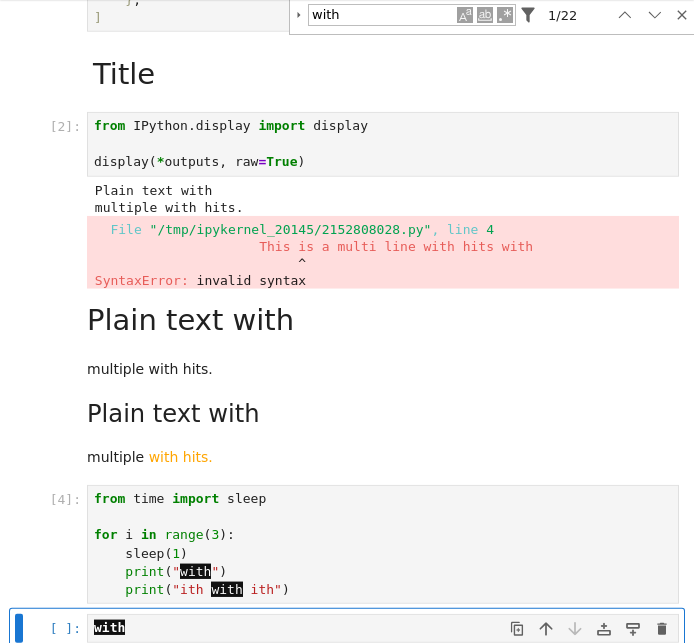 ],
]
with
Aa ab .* 1/22
Title
[2]:
from IPython.display import display
display(*outputs, raw=True)
Plain text with
multiple with hits.
File "/tmp/ipykernel_20145/2152808028.py", line 4
This is a multi line with hits with
^
SyntaxError: invalid syntax
Plain text with
multiple with hits.
Plain text with
multiple with hits.
[4]:
from time import sleep
for i in range(3):
sleep(1)
print("with")
print("ith with ith")
[ ]:
with